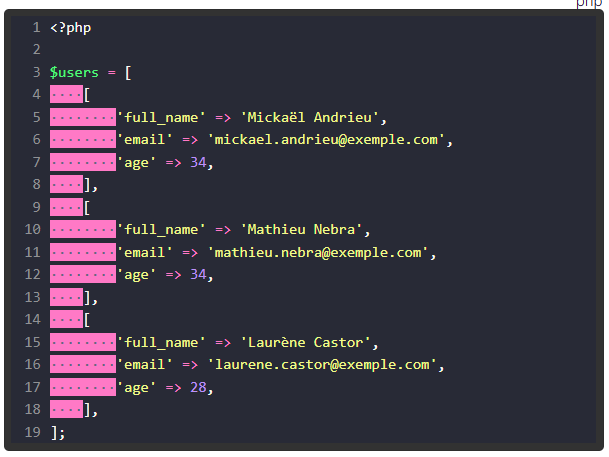 php
1 <?php
2
3 $users = [
4 ····[
5 ········'full_name' => 'Mickaël Andrieu',
6 ········'email' => 'mickael.andrieu@exemple.com',
7 ········'age' => 34,
8 ····],
9 ····[
10 ········'full_name' => 'Mathieu Nebra',
11 ········'email' => 'mathieu.nebra@exemple.com',
12 ········'age' => 34,
13 ····],
14 ····[
15 ········'full_name' => 'Laurène Castor',
16 ········'email' => 'laurene.castor@exemple.com',
17 ········'age' => 28,
18 ····],
19 ];